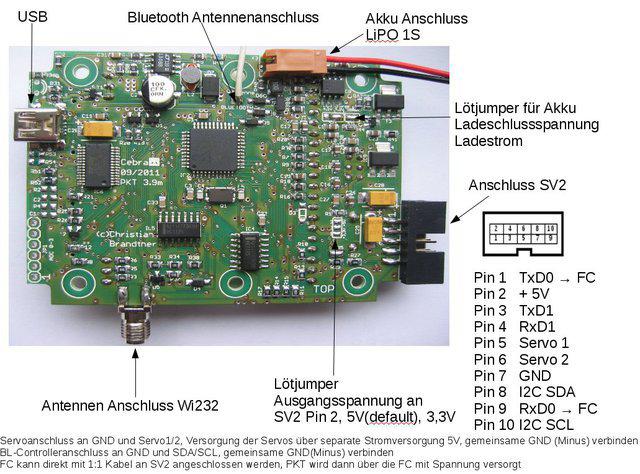 USB
Bluetooth Antennenanschluss
Akku Anschluss
LiPO 1S
Lötjumper für Akku
Ladeschlussspannung
Ladestrom
BLUETOOTH
100
CFK
ORN
Cebra
09/2011
PKT 3.9m
(c)Christian
Brandtner
TOP
Anschluss SV2
2 4 6 8 10
1 3 5 7 9
Pin 1 TxD0 → FC
Pin 2 + 5V
Pin 3 TxD1
Pin 4 RxD1
Pin 5 Servo 1
Pin 6 Servo 2
Pin 7 GND
Pin 8 I2C SDA
Pin 9 RxD0 → FC
Pin 10 I2C SCL
Antennen Anschluss Wi232
Lötjumper
Ausgangsspannung an
SV2 Pin 2, 5V(default), 3,3V
Servoanschluss an GND und Servo1/2, Versorgung der Servos über separate Stromversorgung 5V, gemeinsame GND (Minus) verbinden
BL-Controlleranschluss an GND und SDA/SCL, gemeinsame GND(Minus) verbinden
FC kann direkt mit 1:1 Kabel an SV2 angeschlossen werden, PKT wird dann über die FC mit Spannung versorgt